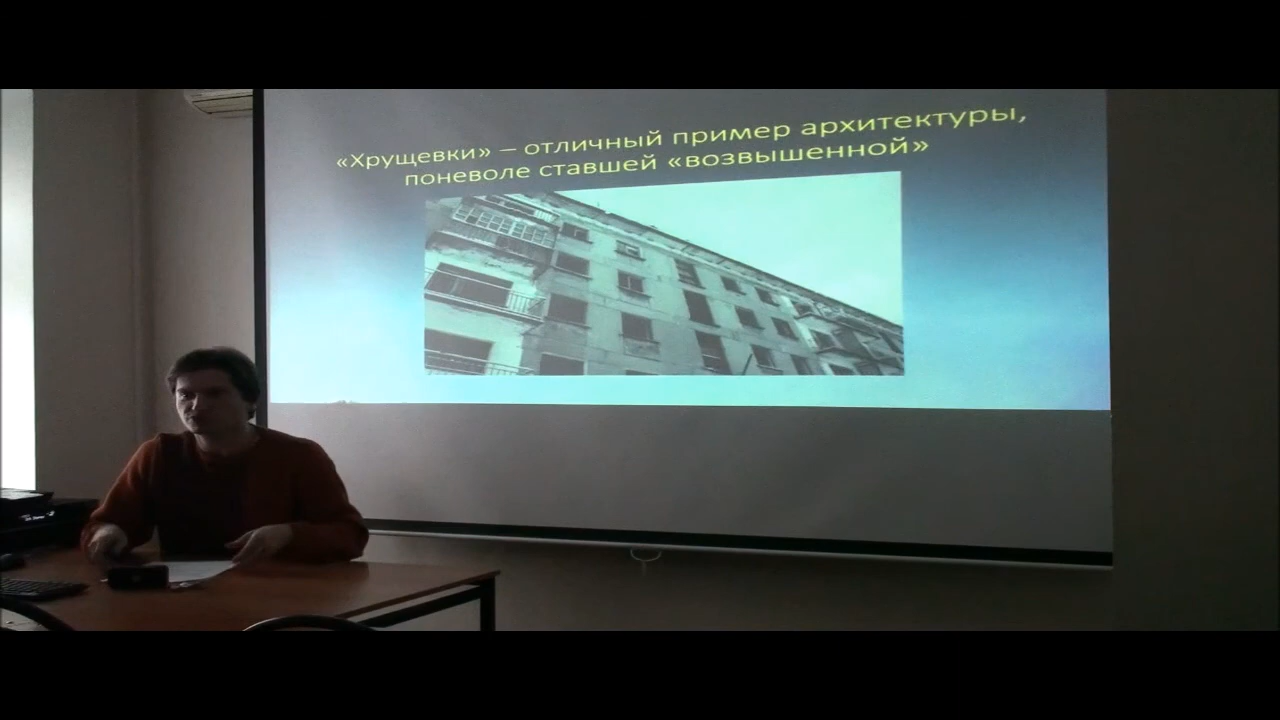 «Хрущевки» – отличный пример архитектуры,
поневоле ставшей «возвышенной»